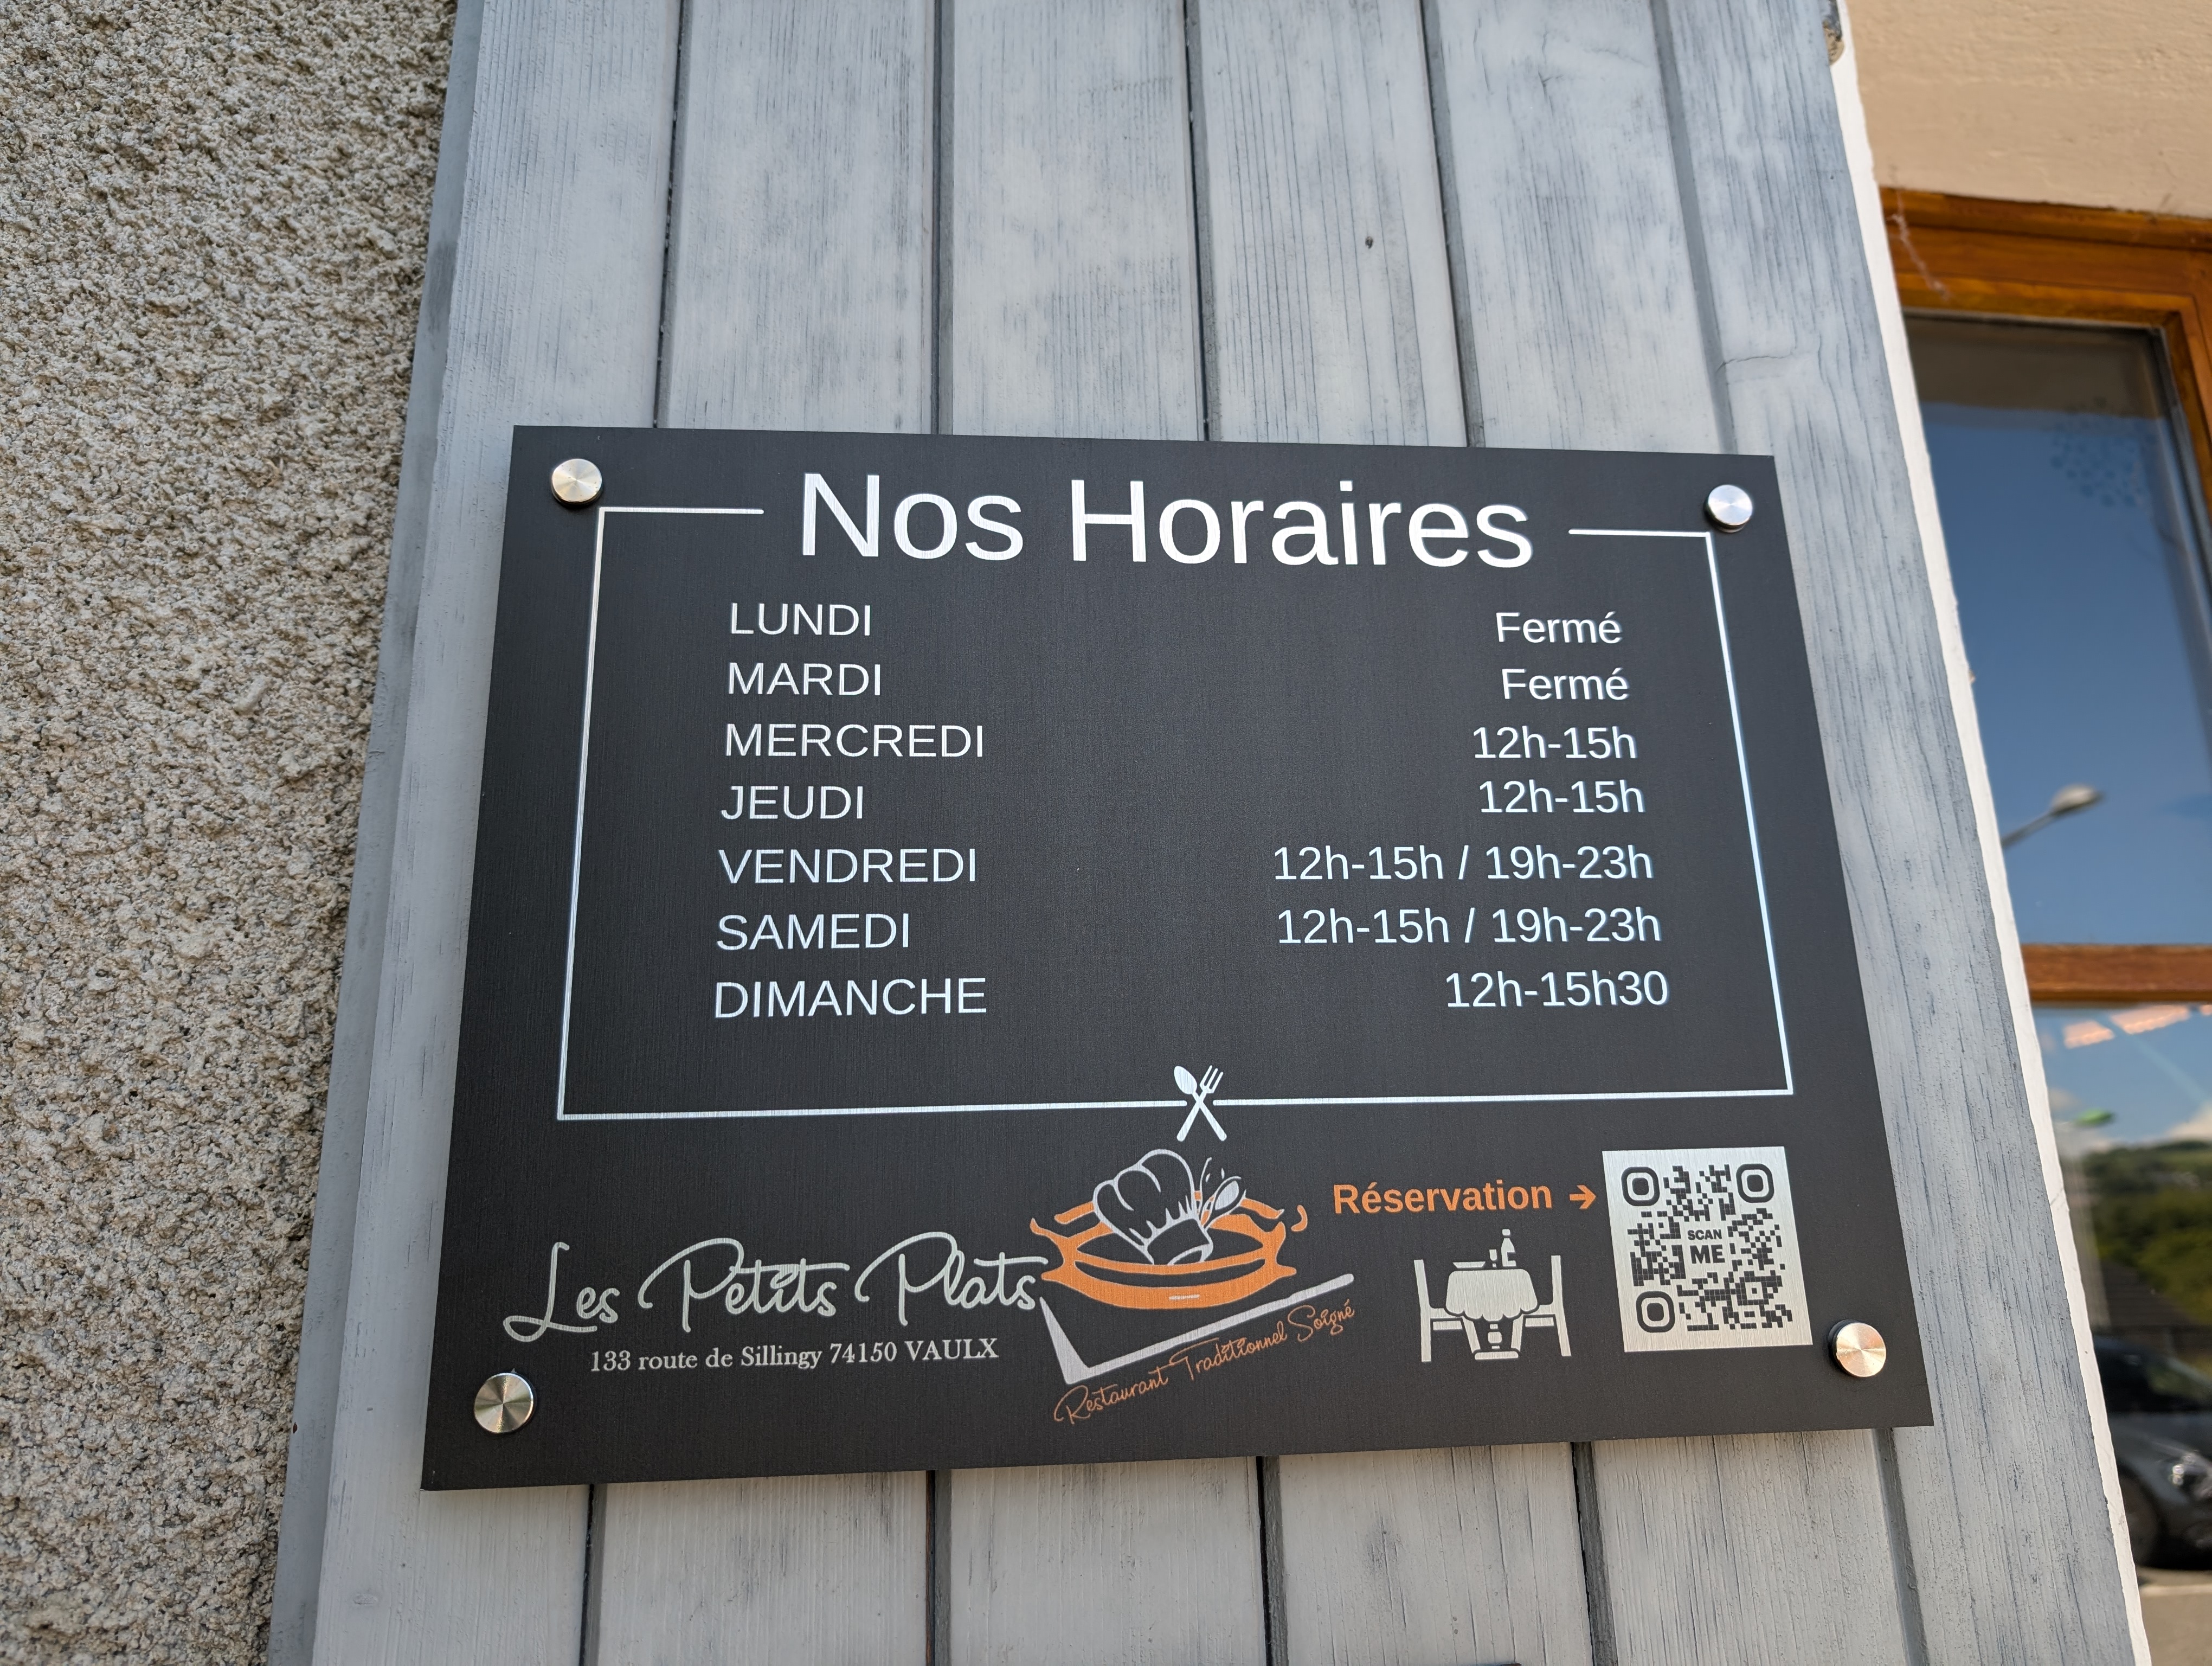 Nos Horaires
LUNDI Fermé
MARDI Fermé
MERCREDI 12h-15h
JEUDI 12h-15h
VENDREDI 12h-15h / 19h-23h
SAMEDI 12h-15h / 19h-23h
DIMANCHE 12h-15h30
Réservation →
SCAN
ME
Les Petits Plats
133 route de Sillingy 74150 VAULX
Restaurant Traditionnel Soigné